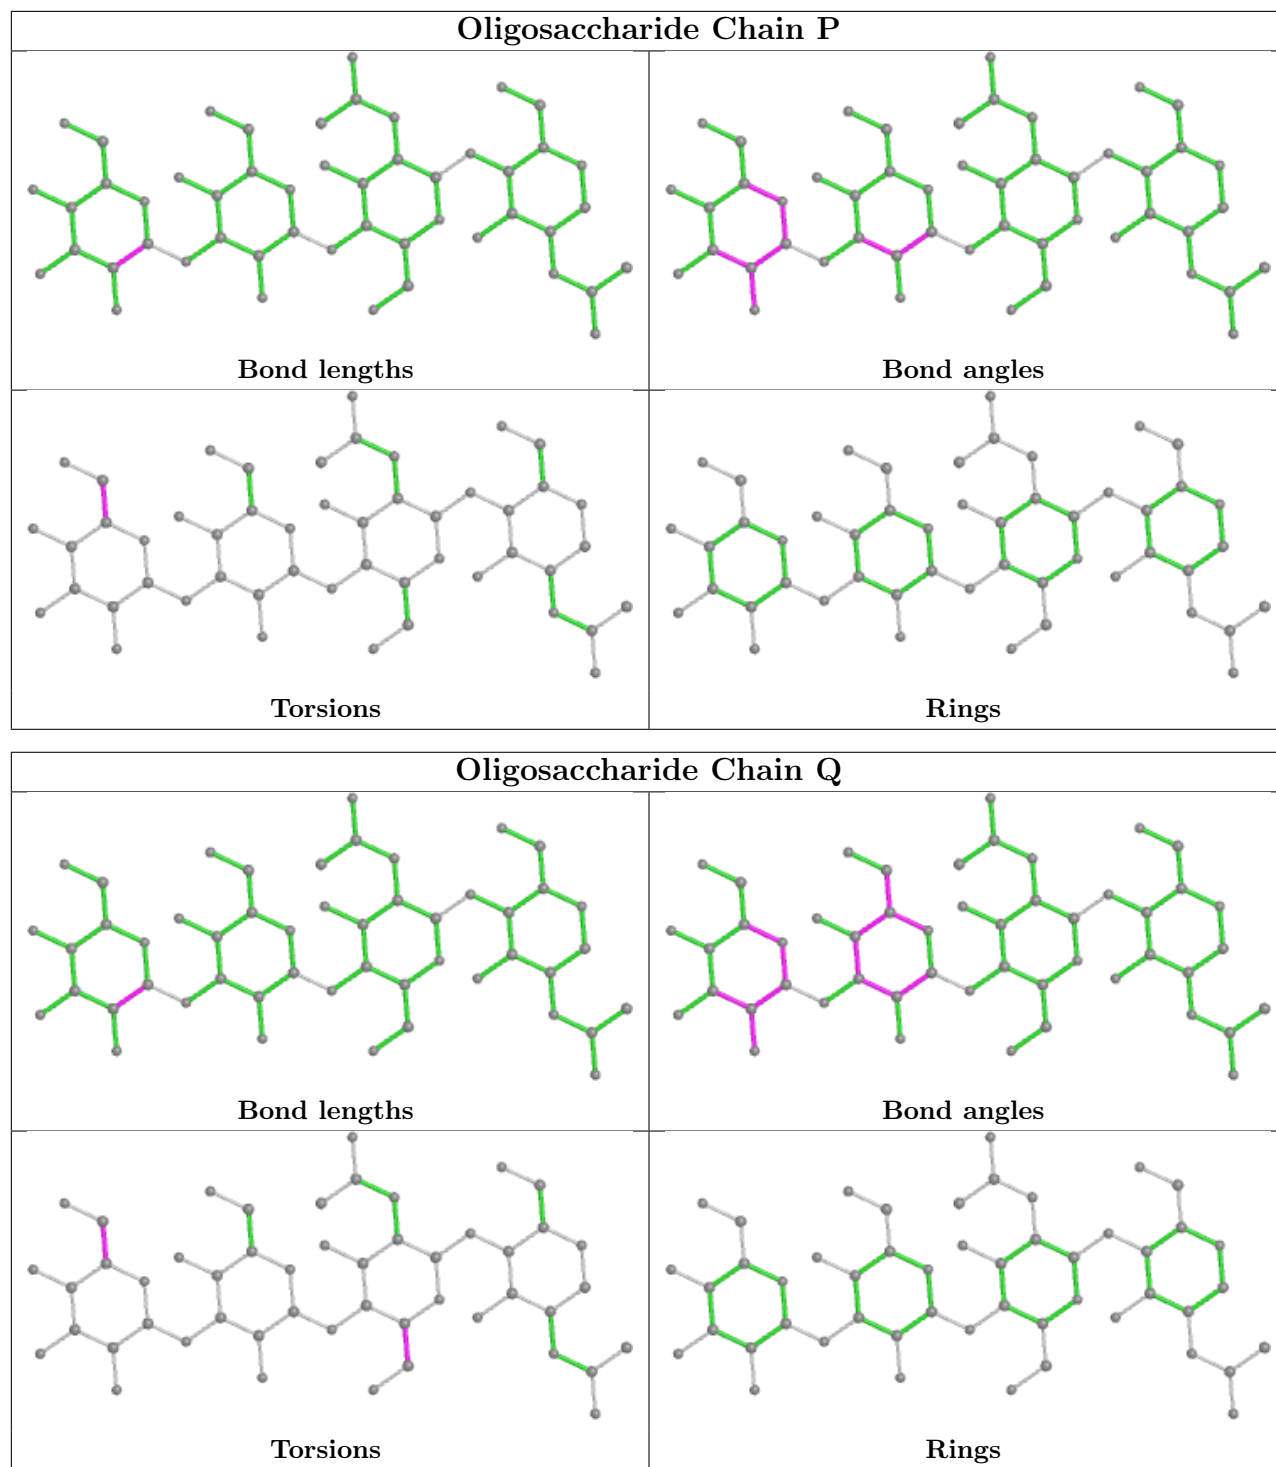 Oligosaccharide Chain P
Bond lengths
Bond angles
Torsions
Rings
Oligosaccharide Chain Q
Bond lengths
Bond angles
Torsions
Rings